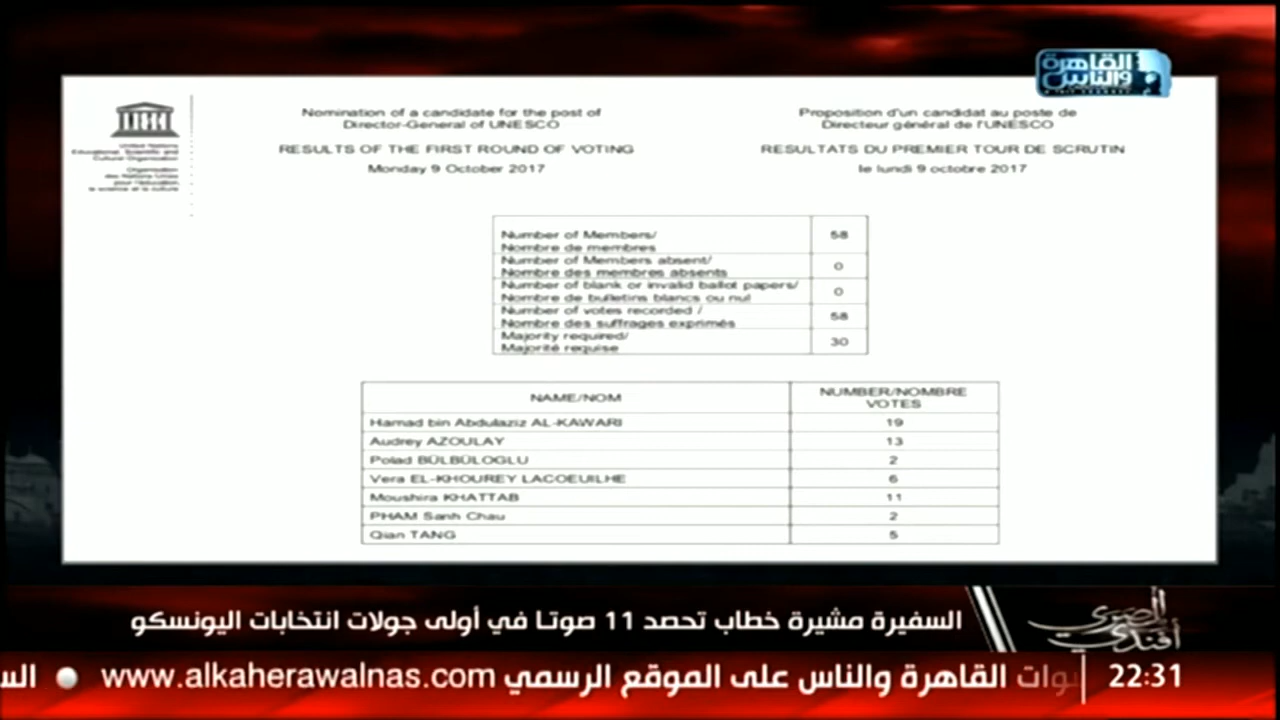 القاهرة
والناس
United Nations
Educational, Scientific and
Cultural Organization
Organisation
des Nations Unies
pour l'éducation,
la science et la culture
Nomination of a candidate for the post of
Director-General of UNESCO
RESULTS OF THE FIRST ROUND OF VOTING
Monday 9 October 2017
Proposition d'un candidat au poste de
Directeur général de l'UNESCO
RESULTATS DU PREMIER TOUR DE SCRUTIN
le lundi 9 octobre 2017
Number of Members/
Nombre de membres 58
Number of Members absent/
Nombre des membres absents 0
Number of blank or invalid ballot papers/
Nombre de bulletins blancs ou nul 0
Number of votes recorded /
Nombre des suffrages exprimés 58
Majority required/
Majorité requise 30
NAME/NOM NUMBER/NOMBRE
VOTES
Hamad bin Abdulaziz AL-KAWARI 19
Audrey AZOULAY 13
Polad BÜLBÜLOGLU 2
Vera EL-KHOUREY LACOEUILHE 6
Moushira KHATTAB 11
PHAM Sanh Chau 2
Qian TANG 5
المصري
أفندي
السفيرة مشيرة خطاب تحصد 11 صوتا في أولى جولات انتخابات اليونسكو
22:31
وات القاهرة والناس على الموقع الرسمي www.alkaherawalnas.com ● الس